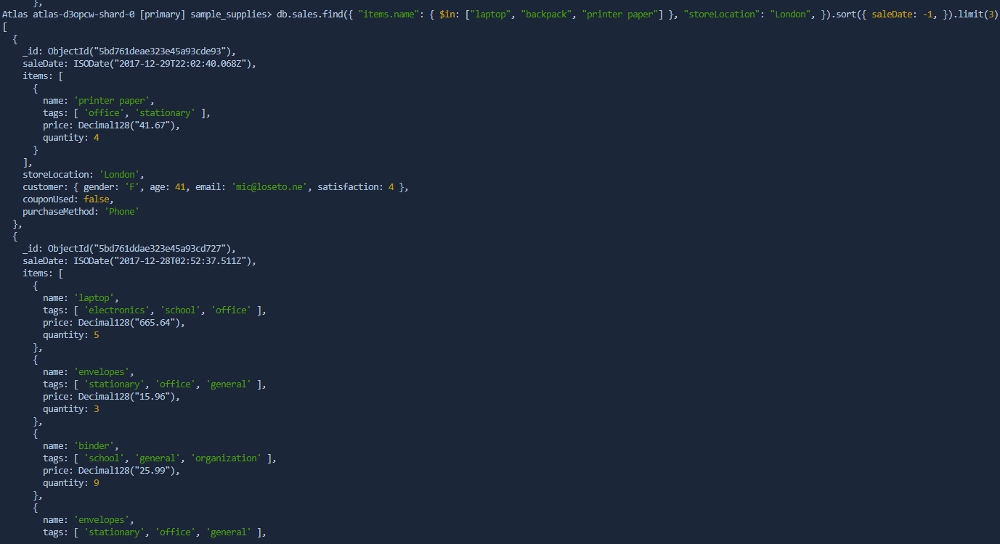 },
Atlas atlas-d3opcw-shard-0 [primary] sample_supplies> db.sales.find({ "items.name": { $in: ["laptop", "backpack", "printer paper"] }, "storeLocation": "London", }).sort({ saleDate: -1, }).limit(3)
[
{
_id: ObjectId("5bd761deae323e45a93cde93"),
saleDate: ISODate("2017-12-29T22:02:40.068Z"),
items: [
{
name: 'printer paper',
tags: [ 'office', 'stationary' ],
price: Decimal128("41.67"),
quantity: 4
}
],
storeLocation: 'London',
customer: { gender: 'F', age: 41, email: 'mic@loseto.ne', satisfaction: 4 },
couponUsed: false,
purchaseMethod: 'Phone'
},
{
_id: ObjectId("5bd761ddae323e45a93cd727"),
saleDate: ISODate("2017-12-28T02:52:37.511Z"),
items: [
{
name: 'laptop',
tags: [ 'electronics', 'school', 'office' ],
price: Decimal128("665.64"),
quantity: 5
},
{
name: 'envelopes',
tags: [ 'stationary', 'office', 'general' ],
price: Decimal128("15.96"),
quantity: 3
},
{
name: 'binder',
tags: [ 'school', 'general', 'organization' ],
price: Decimal128("25.99"),
quantity: 9
},
{
name: 'envelopes',
tags: [ 'stationary', 'office', 'general' ],